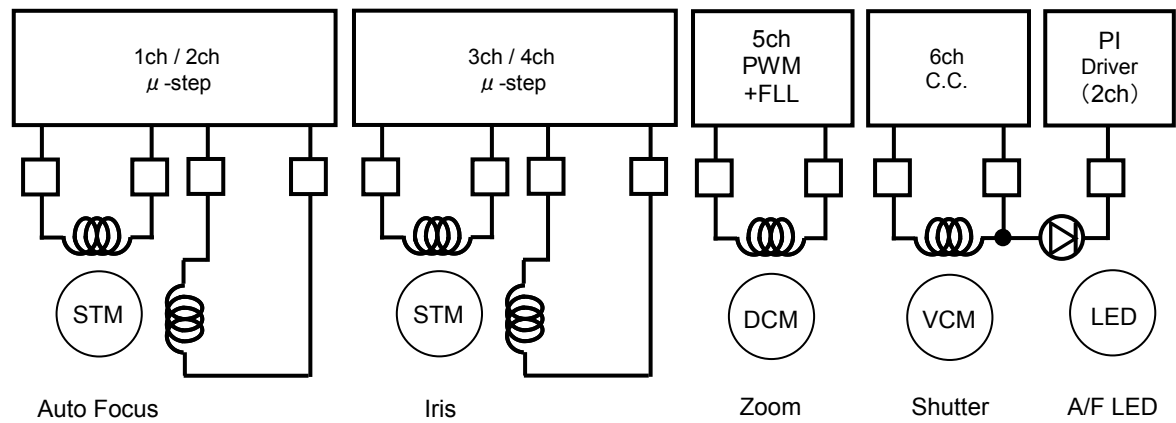 1ch / 2ch
μ-step
3ch / 4ch
μ-step
5ch
PWM
+FLL
6ch
C.C.
PI
Driver
（2ch）
STM
STM
DCM
VCM
LED
Auto Focus
Iris
Zoom
Shutter
A/F LED